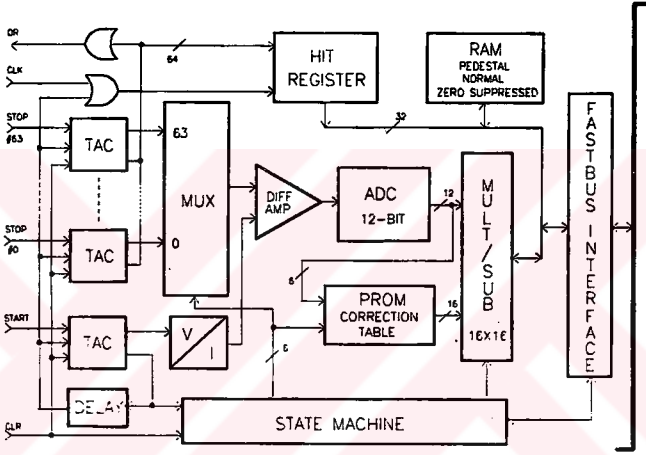 OR
64
HIT
REGISTER
RAM
PEDESTAL
NORMAL
ZERO SUPPRESSED
CLK
STOP
#63
TAC
63
MUX
0
32
DIFF
AMP
ADC
12-BIT
12
MULT/SUB
16X16
FASTBUS INTERFACE
STOP
#0
TAC
6
PROM
CORRECTION
TABLE
16
START
TAC
V
I
6
DELAY
CLR
STATE MACHINE